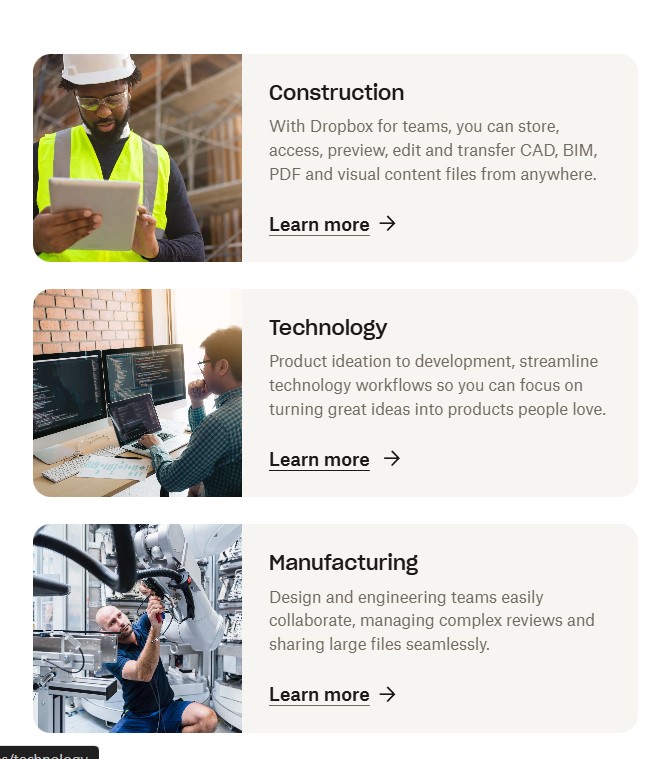 Construction
With Dropbox for teams, you can store,
access, preview, edit and transfer CAD, BIM,
PDF and visual content files from anywhere.
Learn more
Technology
Product ideation to development, streamline
technology workflows so you can focus on
turning great ideas into products people love.
Learn more
Manufacturing
Design and engineering teams easily
collaborate, managing complex reviews and
sharing large files seamlessly.
Learn more
s/technology